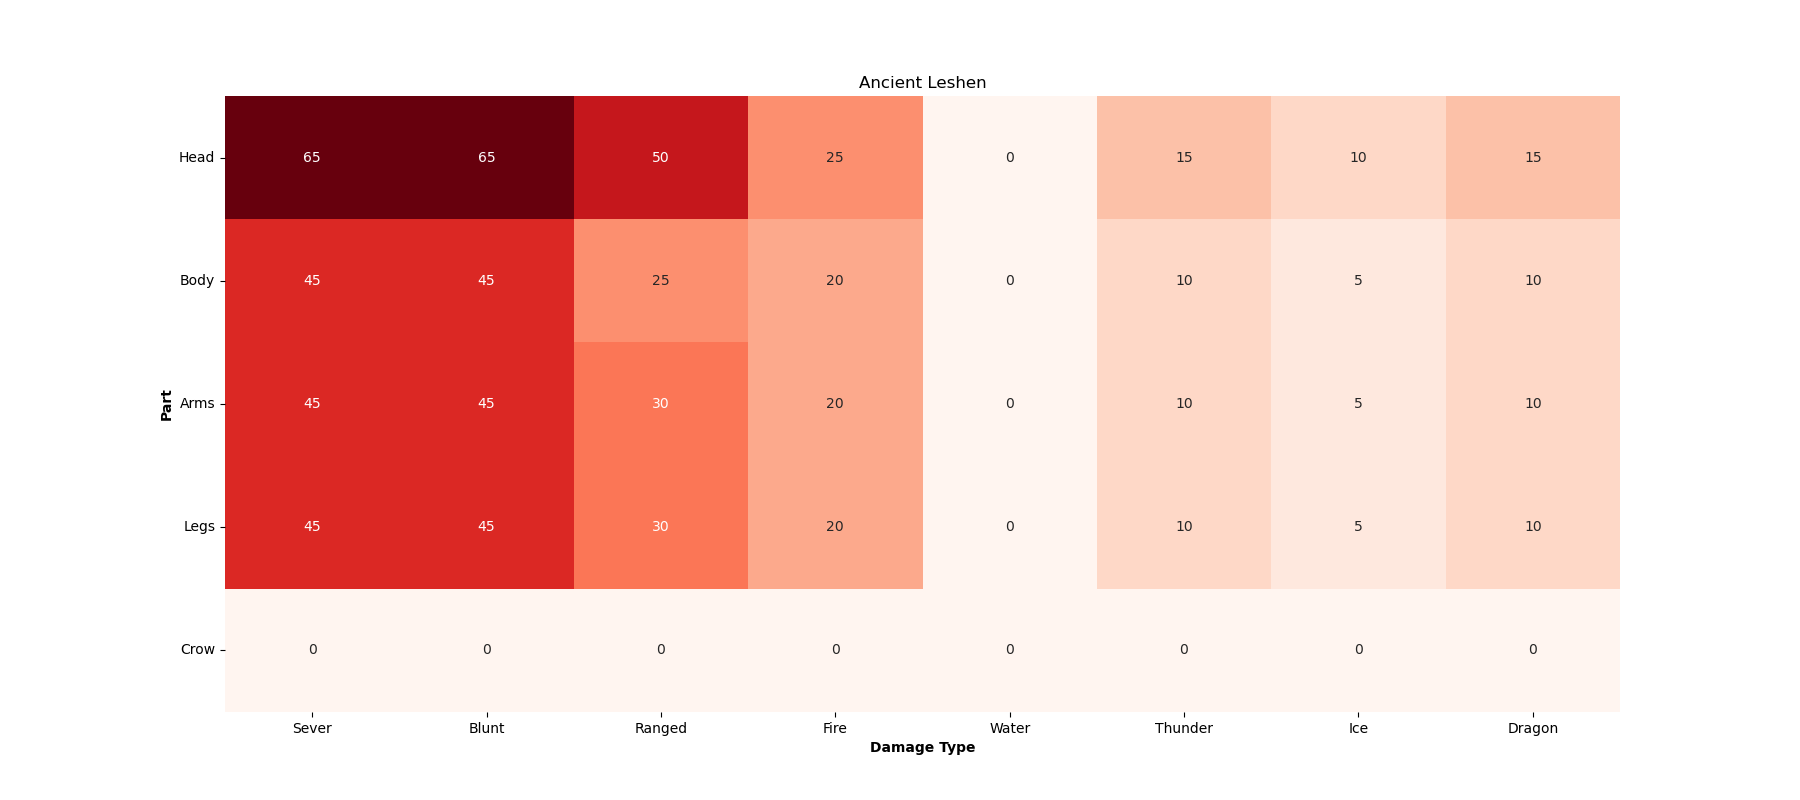 Ancient Leshen
Head 65 65 50 25 0 15 10 15
Body 45 45 25 20 0 10 5 10
Part
Arms 45 45 30 20 0 10 5 10
Legs 45 45 30 20 0 10 5 10
Crow 0 0 0 0 0 0 0 0
Sever Blunt Ranged Fire Water Thunder Ice Dragon
Damage Type